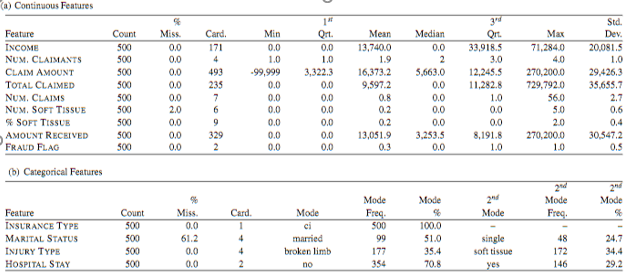 (a) Continuous Features
% 1st 3rd Std.
Feature Count Miss. Card. Min Qrt. Mean Median Qrt. Max Dev.
INCOME 500 0.0 171 0.0 0.0 13,740.0 0.0 33,918.5 71,284.0 20,081.5
NUM. CLAIMANTS 500 0.0 4 1.0 1.0 1.9 2 3.0 4.0 1.0
CLAIM AMOUNT 500 0.0 493 -99,999 3,322.3 16,373.2 5,663.0 12,245.5 270,200.0 29,426.3
TOTAL CLAIMED 500 0.0 235 0.0 0.0 9,597.2 0.0 11,282.8 729,792.0 35,655.7
NUM. CLAIMS 500 0.0 7 0.0 0.0 0.8 0.0 1.0 56.0 2.7
NUM. SOFT TISSUE 500 2.0 6 0.0 0.0 0.2 0.0 0.0 5.0 0.6
% SOFT TISSUE 500 0.0 9 0.0 0.0 0.2 0.0 0.0 2.0 0.4
AMOUNT RECEIVED 500 0.0 329 0.0 0.0 13,051.9 3,253.5 8,191.8 270,200.0 30,547.2
FRAUD FLAG 500 0.0 2 0.0 0.0 0.3 0.0 1.0 1.0 0.5
(b) Categorical Features
2nd 2nd
% Mode Mode 2nd Mode Mode
Feature Count Miss. Card. Mode Freq. % Mode Freq. %
INSURANCE TYPE 500 0.0 1 ci 500 100.0 – – –
MARITAL STATUS 500 61.2 4 married 99 51.0 single 48 24.7
INJURY TYPE 500 0.0 4 broken limb 177 35.4 soft tissue 172 34.4
HOSPITAL STAY 500 0.0 2 no 354 70.8 yes 146 29.2